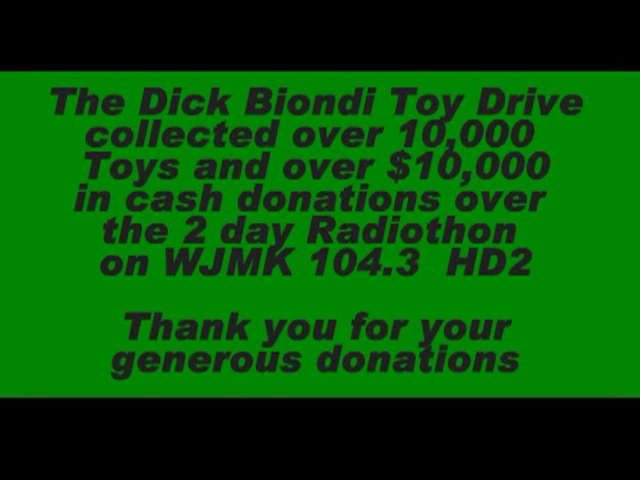 The Dick Biondi Toy Drive
collected over 10,000
Toys and over $10,000
in cash donations over
the 2 day Radiothon
on WJMK 104.3 HD2
Thank you for your
generous donations